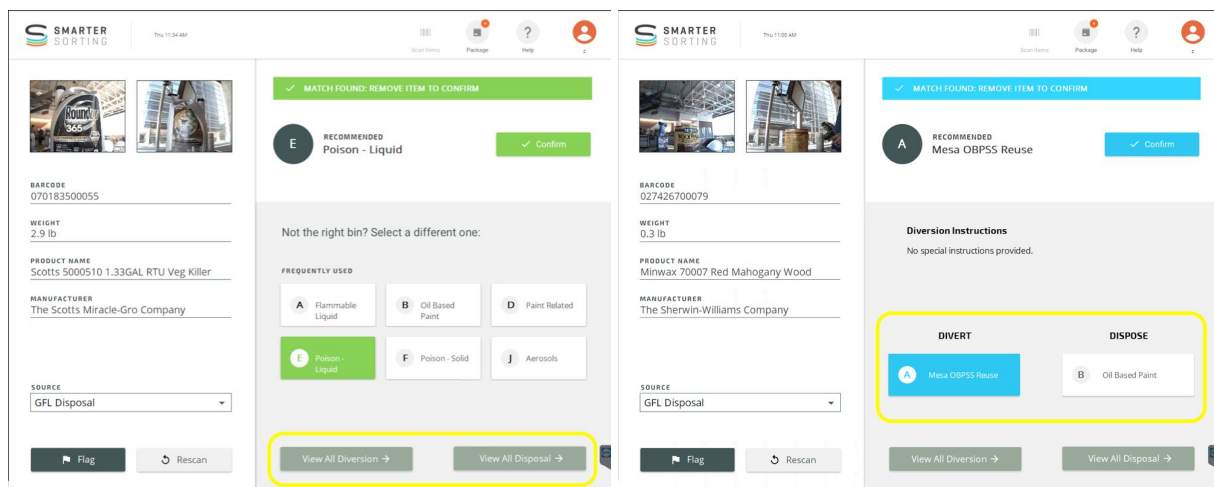 SMARTER
SORTING
Thu 11:54 AM
Scan Items
Package
Help
Roundup
365
MATCH FOUND: REMOVE ITEM TO CONFIRM
E
RECOMMENDED
Poison - Liquid
Confirm
BARCODE
070183500055
WEIGHT
2.9 lb
PRODUCT NAME
Scotts 5000510 1.33GAL RTU Veg Killer
MANUFACTURER
The Scotts Miracle-Gro Company
SOURCE
GFL Disposal
Flag
Rescan
Not the right bin? Select a different one:
FREQUENTLY USED
A Flammable
Liquid
B Oil Based
Paint
D Paint Related
E Poison -
Liquid
F Poison - Solid
J Aerosols
View All Diversion →
View All Disposal →
SMARTER
SORTING
Thu 11:00 AM
Scan Items
Package
Help
MATCH FOUND: REMOVE ITEM TO CONFIRM
A
RECOMMENDED
Mesa OBPSS Reuse
Confirm
BARCODE
027426700079
WEIGHT
0.3 lb
PRODUCT NAME
Minwax 70007 Red Mahogany Wood
MANUFACTURER
The Sherwin-Williams Company
SOURCE
GFL Disposal
Flag
Rescan
Diversion Instructions
No special instructions provided.
DIVERT
DISPOSE
A Mesa OBPSS Reuse
B Oil Based Paint
View All Diversion →
View All Disposal →